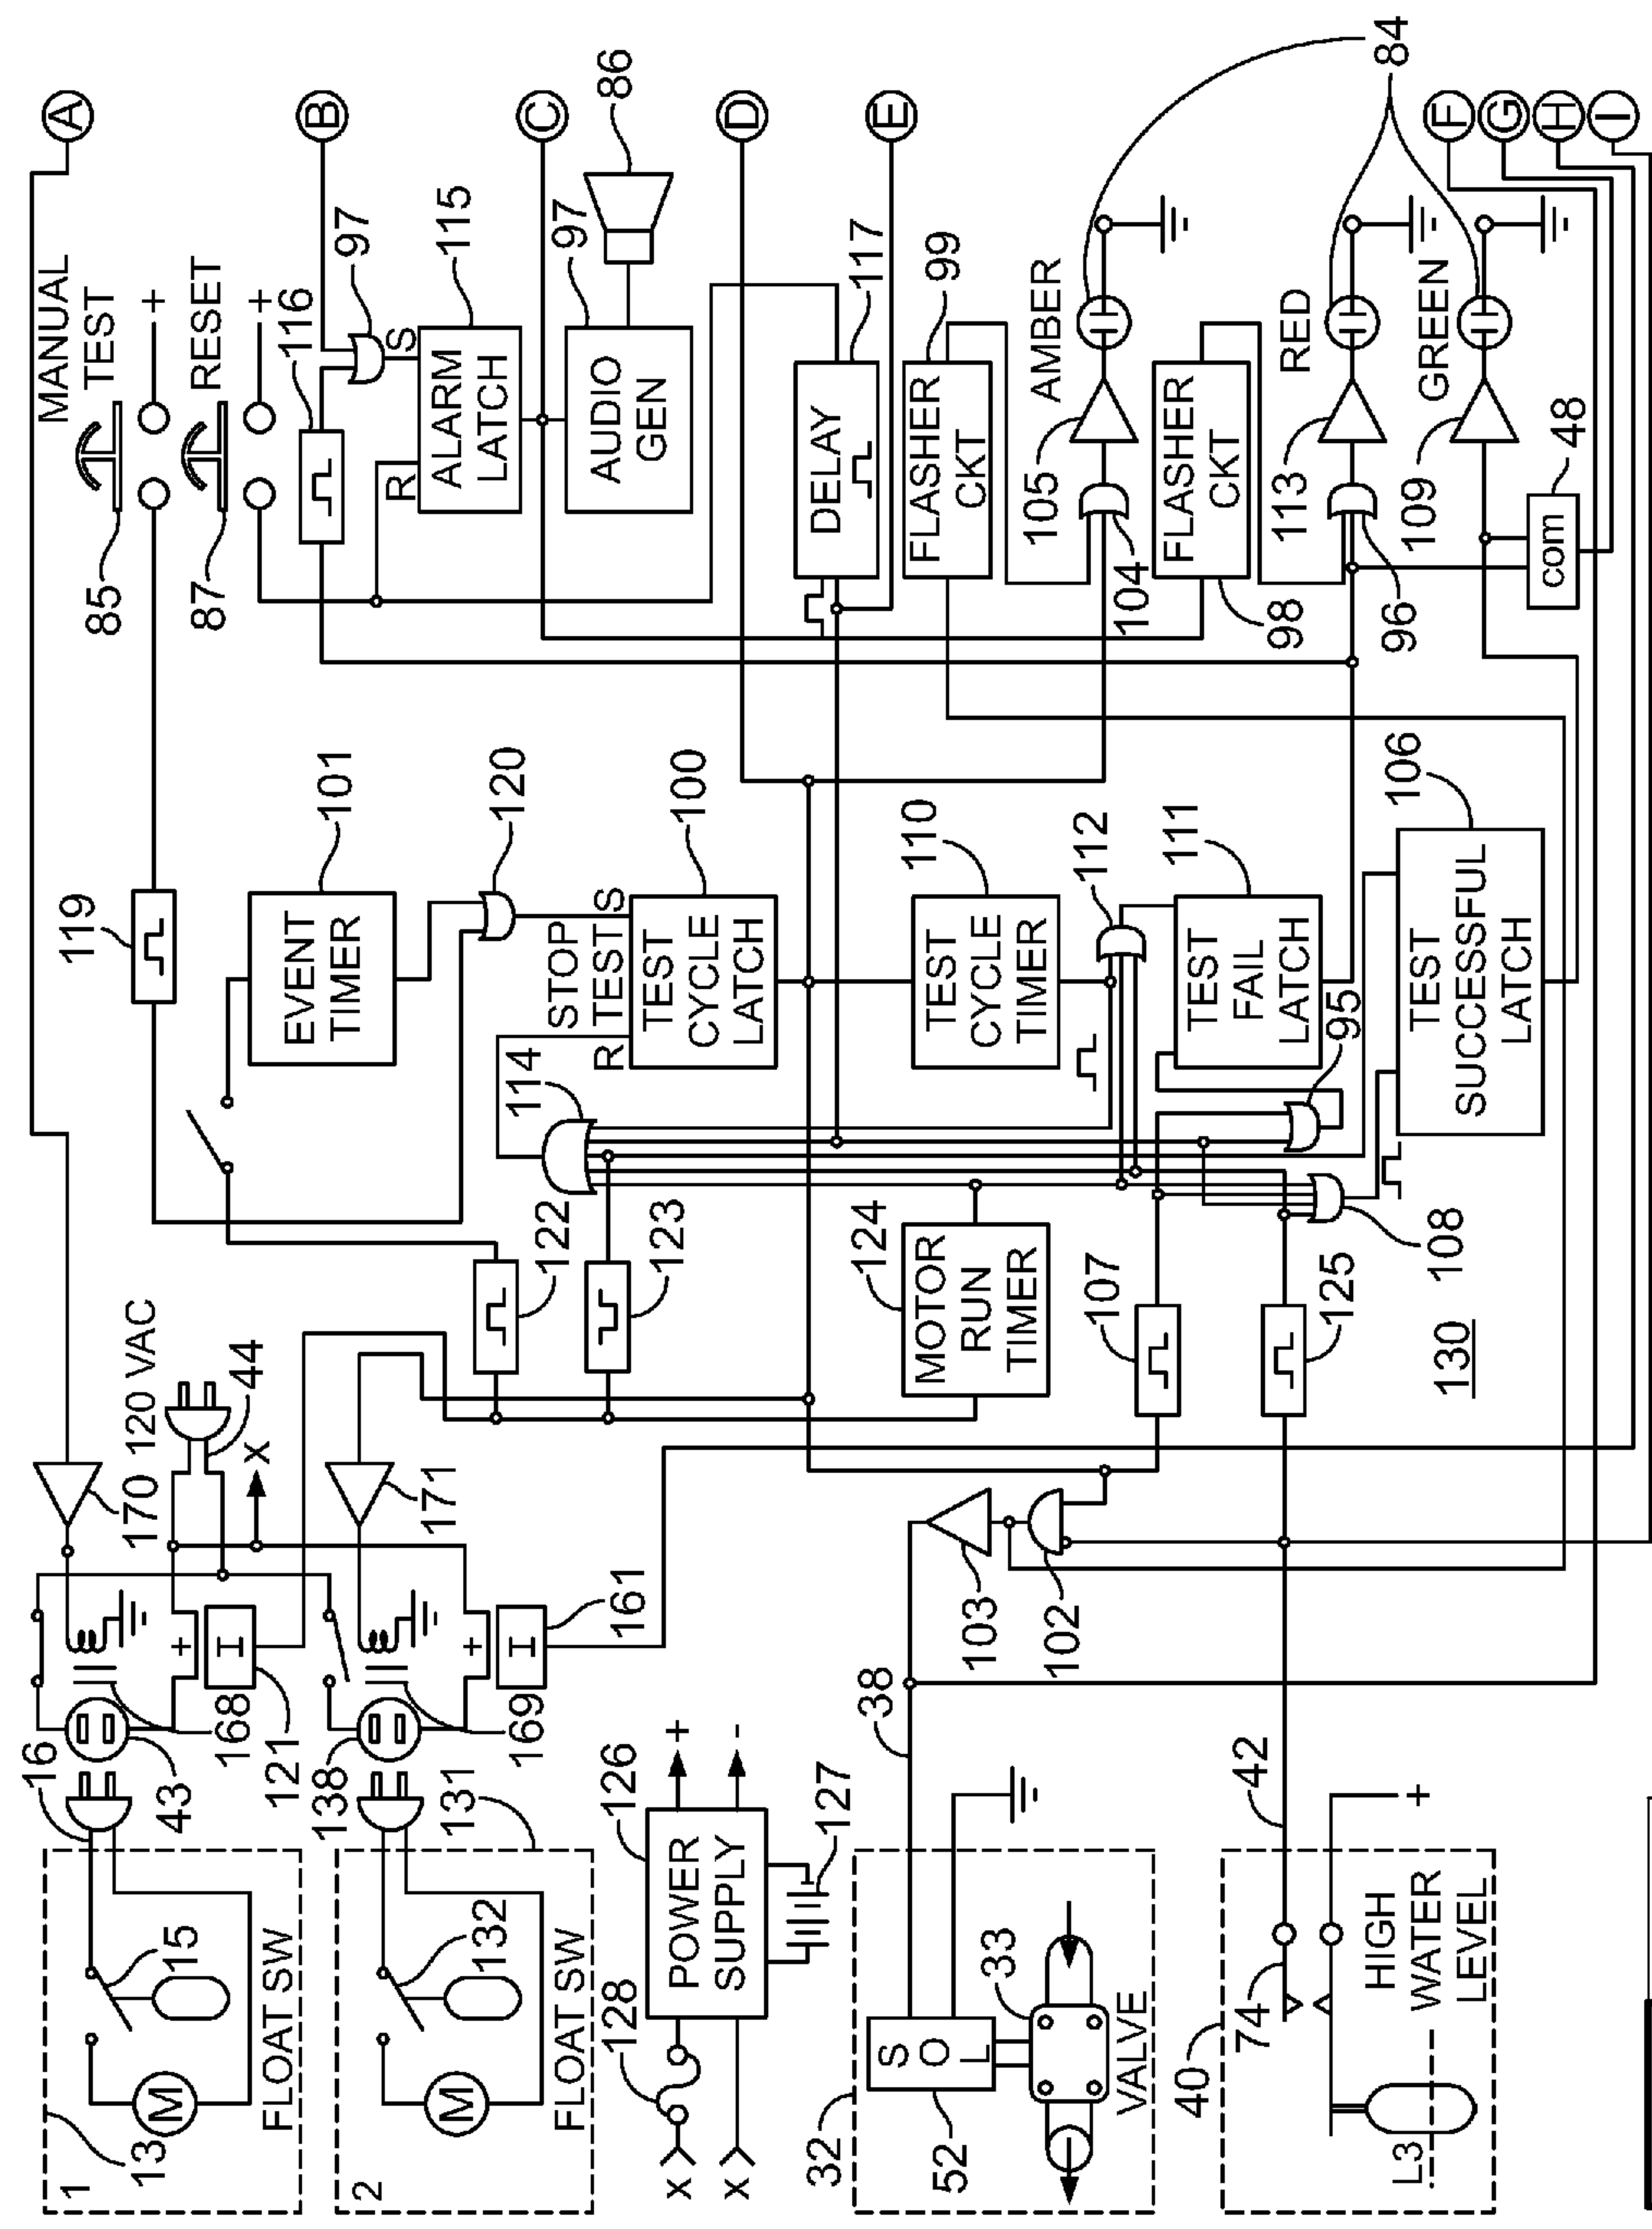 A
MANUAL
TEST
+
85
RESET
+
87
116
B
97
S
R
ALARM
LATCH
115
C
AUDIO
GEN
97
86
D
DELAY
117
E
FLASHER
CKT
99
AMBER
105
104
84
FLASHER
CKT
98
RED
113
96
GREEN
109
com
48
F
G
H
I
119
EVENT
TIMER
101
120
STOP
TEST
S
R
TEST
CYCLE
LATCH
100
114
TEST
CYCLE
TIMER
110
112
TEST
FAIL
LATCH
111
95
TEST
SUCCESSFUL
LATCH
106
108
122
123
MOTOR
RUN
TIMER
124
107
125
130
170
120 VAC
44
X
171
168
+
I
121
16
43
169
+
I
161
138
103
102
38
42
1
13
M
15
FLOAT SW
2
M
132
131
FLOAT SW
X
X
128
POWER
SUPPLY
126
+
-
127
32
S
O
L
52
33
VALVE
40
74
L3
HIGH
WATER
LEVEL
+